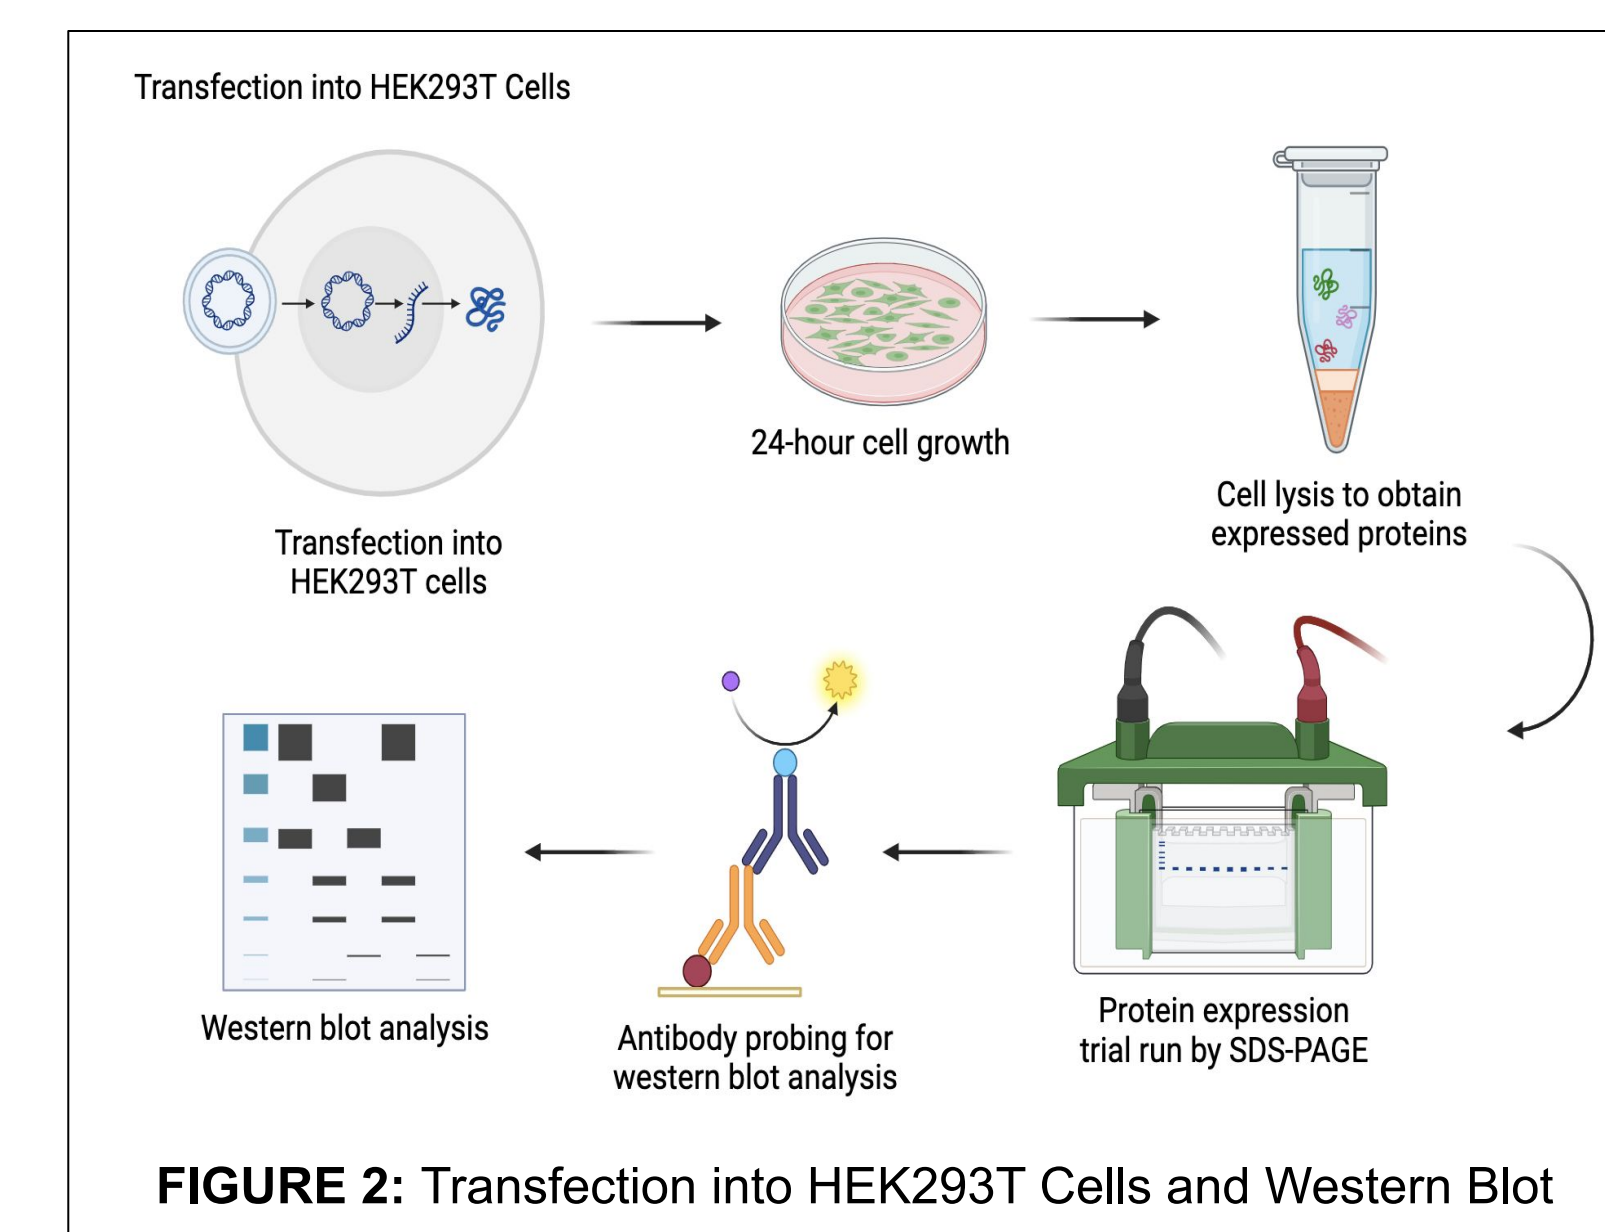 Transfection into HEK293T Cells
Transfection into
HEK293T cells
24-hour cell growth
Cell lysis to obtain
expressed proteins
Protein expression
trial run by SDS-PAGE
Antibody probing for
western blot analysis
Western blot analysis
FIGURE 2: Transfection into HEK293T Cells and Western Blot